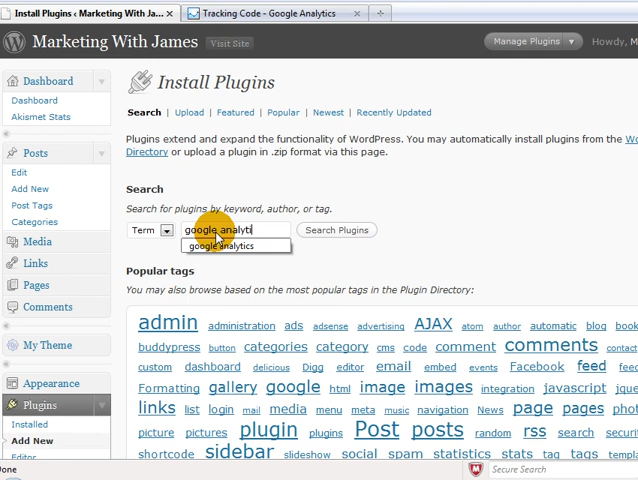 Install Plugins ‹ Marketing With Jam...
Tracking Code - Google Analytics
Marketing With James
Visit Site
Manage Plugins
Howdy, M
Dashboard
Dashboard
Akismet Stats
Posts
Edit
Add New
Post Tags
Categories
Media
Links
Pages
Comments
My Theme
Appearance
Plugins
Installed
Add New
Editor
Install Plugins
Search | Upload | Featured | Popular | Newest | Recently Updated
Plugins extend and expand the functionality of WordPress. You may automatically install plugins from the Wo
Directory or upload a plugin in .zip format via this page.
Search
Search for plugins by keyword, author, or tag.
Term google analyti Search Plugins
google analytics
Popular tags
You may also browse based on the most popular tags in the Plugin Directory:
admin administration ads adsense advertising AJAX atom author automatic blog book
buddypress button categories category cms code comment comments contact
custom dashboard delicious Digg editor email embed events Facebook feed
Formatting gallery google html image images integration javascript jque
links list login mail media menu meta music navigation News page pages pho
picture pictures plugin plugins Post posts random rss search secur
shortcode sidebar slideshow social spam statistics stats tags temp
Done
Secure Search